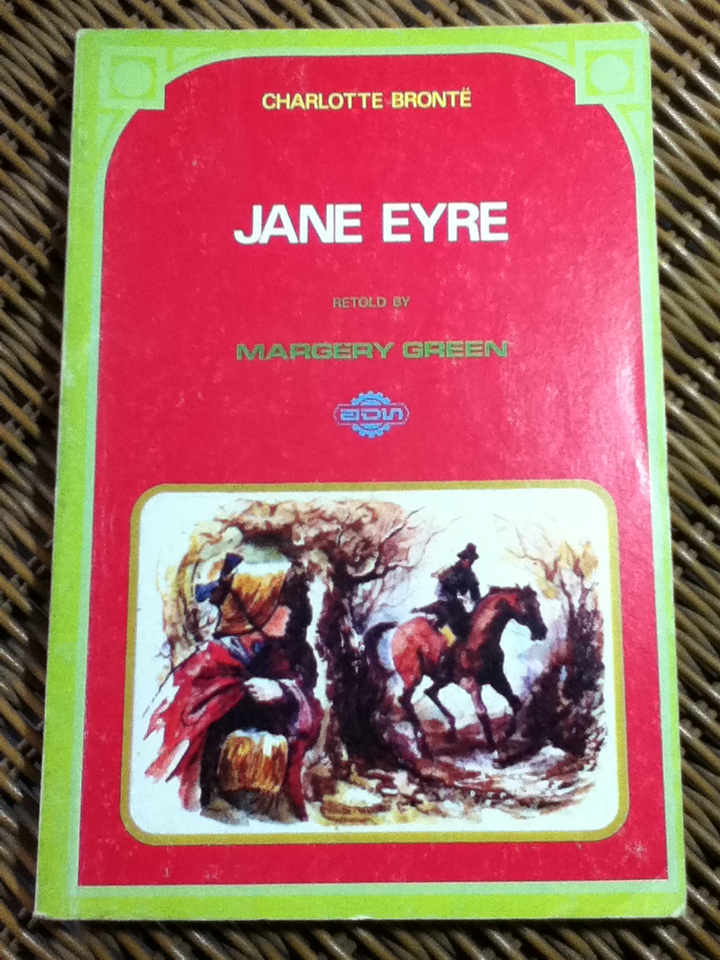 CHARLOTTE BRONTË
JANE EYRE
RETOLD BY
MARGERY GREEN